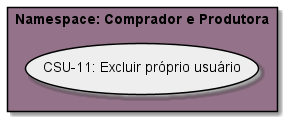 Namespace: Comprador e Produtora
CSU-11: Excluir próprio usuário